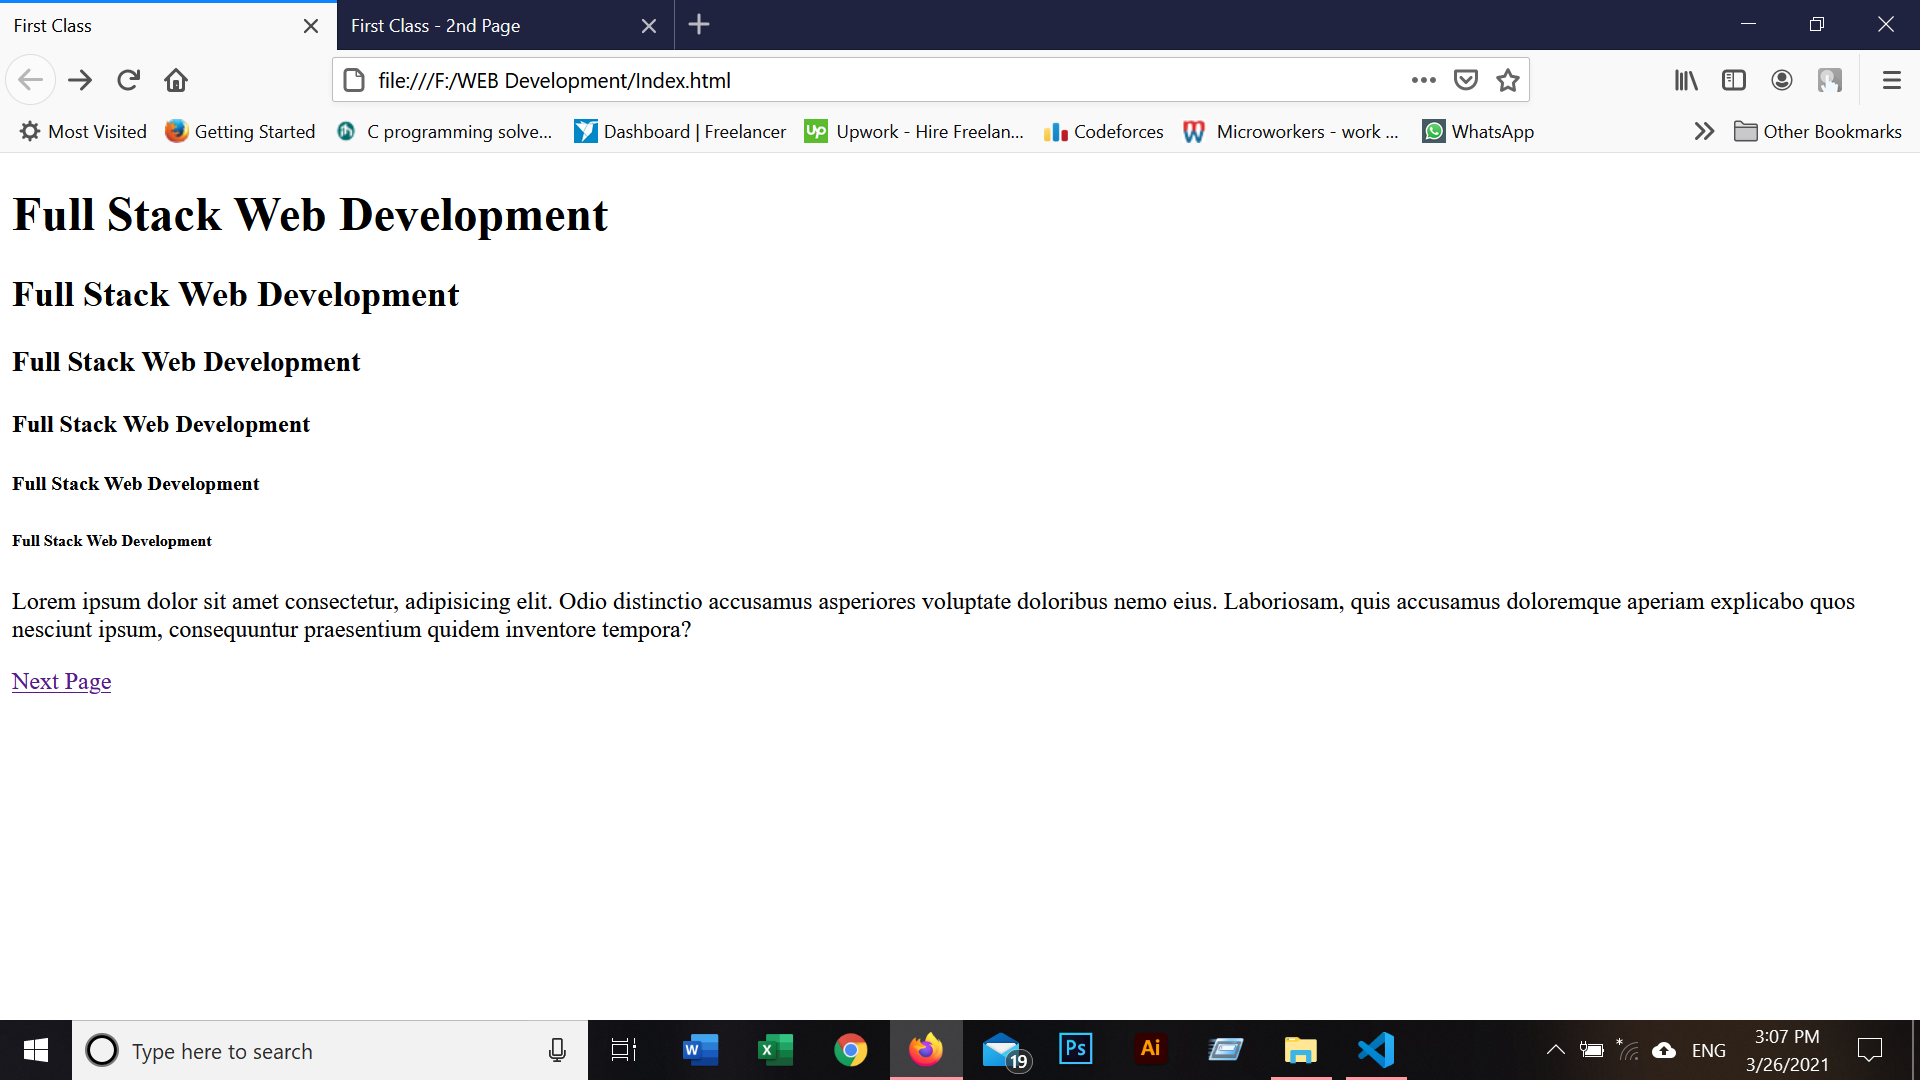 First Class
First Class - 2nd Page
file:///F:/WEB Development/Index.html
Most Visited
Getting Started
C programming solve...
Dashboard | Freelancer
Up
Upwork - Hire Freelan...
Codeforces
Microworkers - work ...
WhatsApp
Other Bookmarks
Full Stack Web Development
Full Stack Web Development
Full Stack Web Development
Full Stack Web Development
Full Stack Web Development
Full Stack Web Development
Lorem ipsum dolor sit amet consectetur, adipisicing elit. Odio distinctio accusamus asperiores voluptate doloribus nemo eius. Laboriosam, quis accusamus doloremque aperiam explicabo quos
nesciunt ipsum, consequuntur praesentium quidem inventore tempora?
Next Page
Type here to search
W
X
19
Ps
Ai
ENG
3:07 PM
3/26/2021